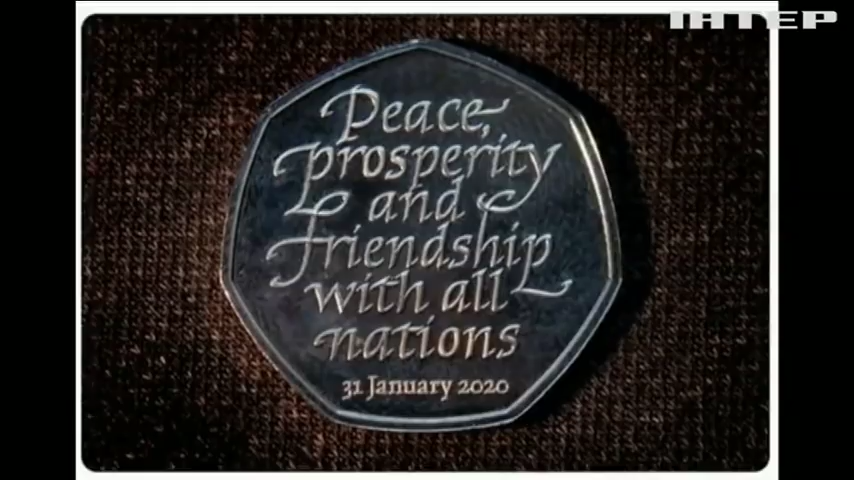 ІНТЕР
Peace,
prosperity
and
friendship
with all
nations
31 January 2020